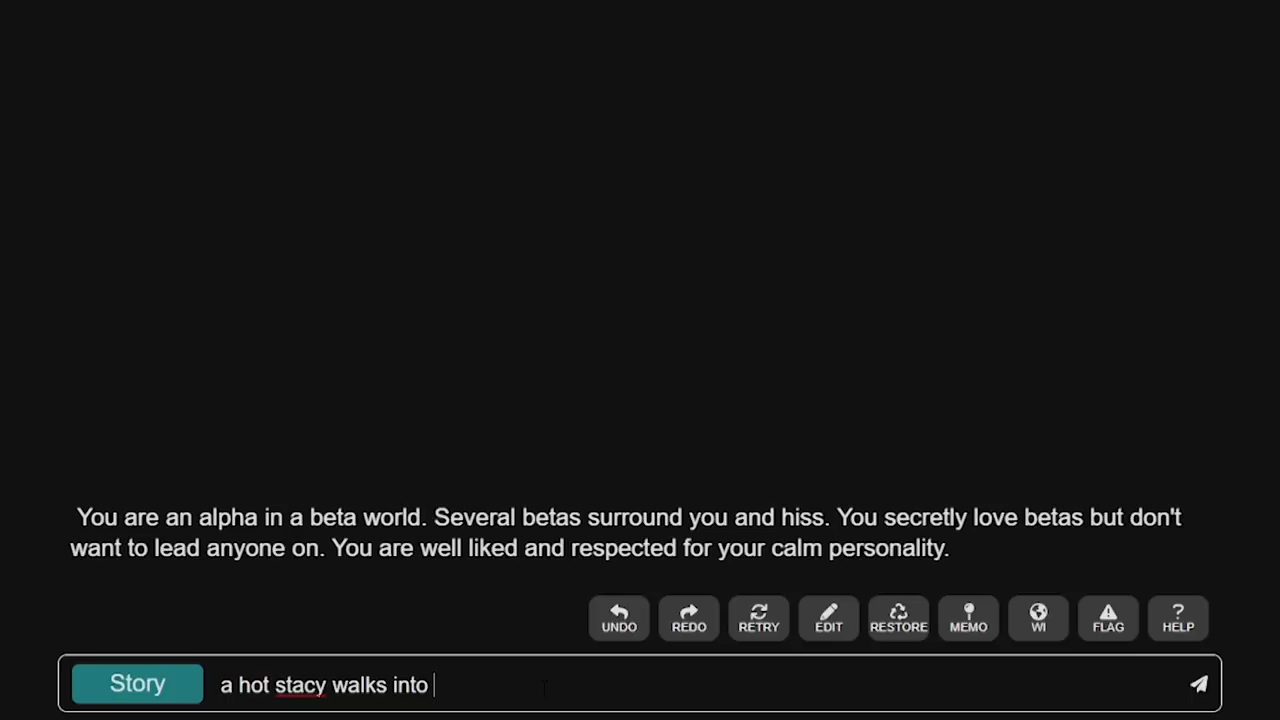 You are an alpha in a beta world. Several betas surround you and hiss. You secretly love betas but don't
want to lead anyone on. You are well liked and respected for your calm personality.
UNDO REDO RETRY EDIT RESTORE MEMO WI FLAG HELP
Story a hot stacy walks into